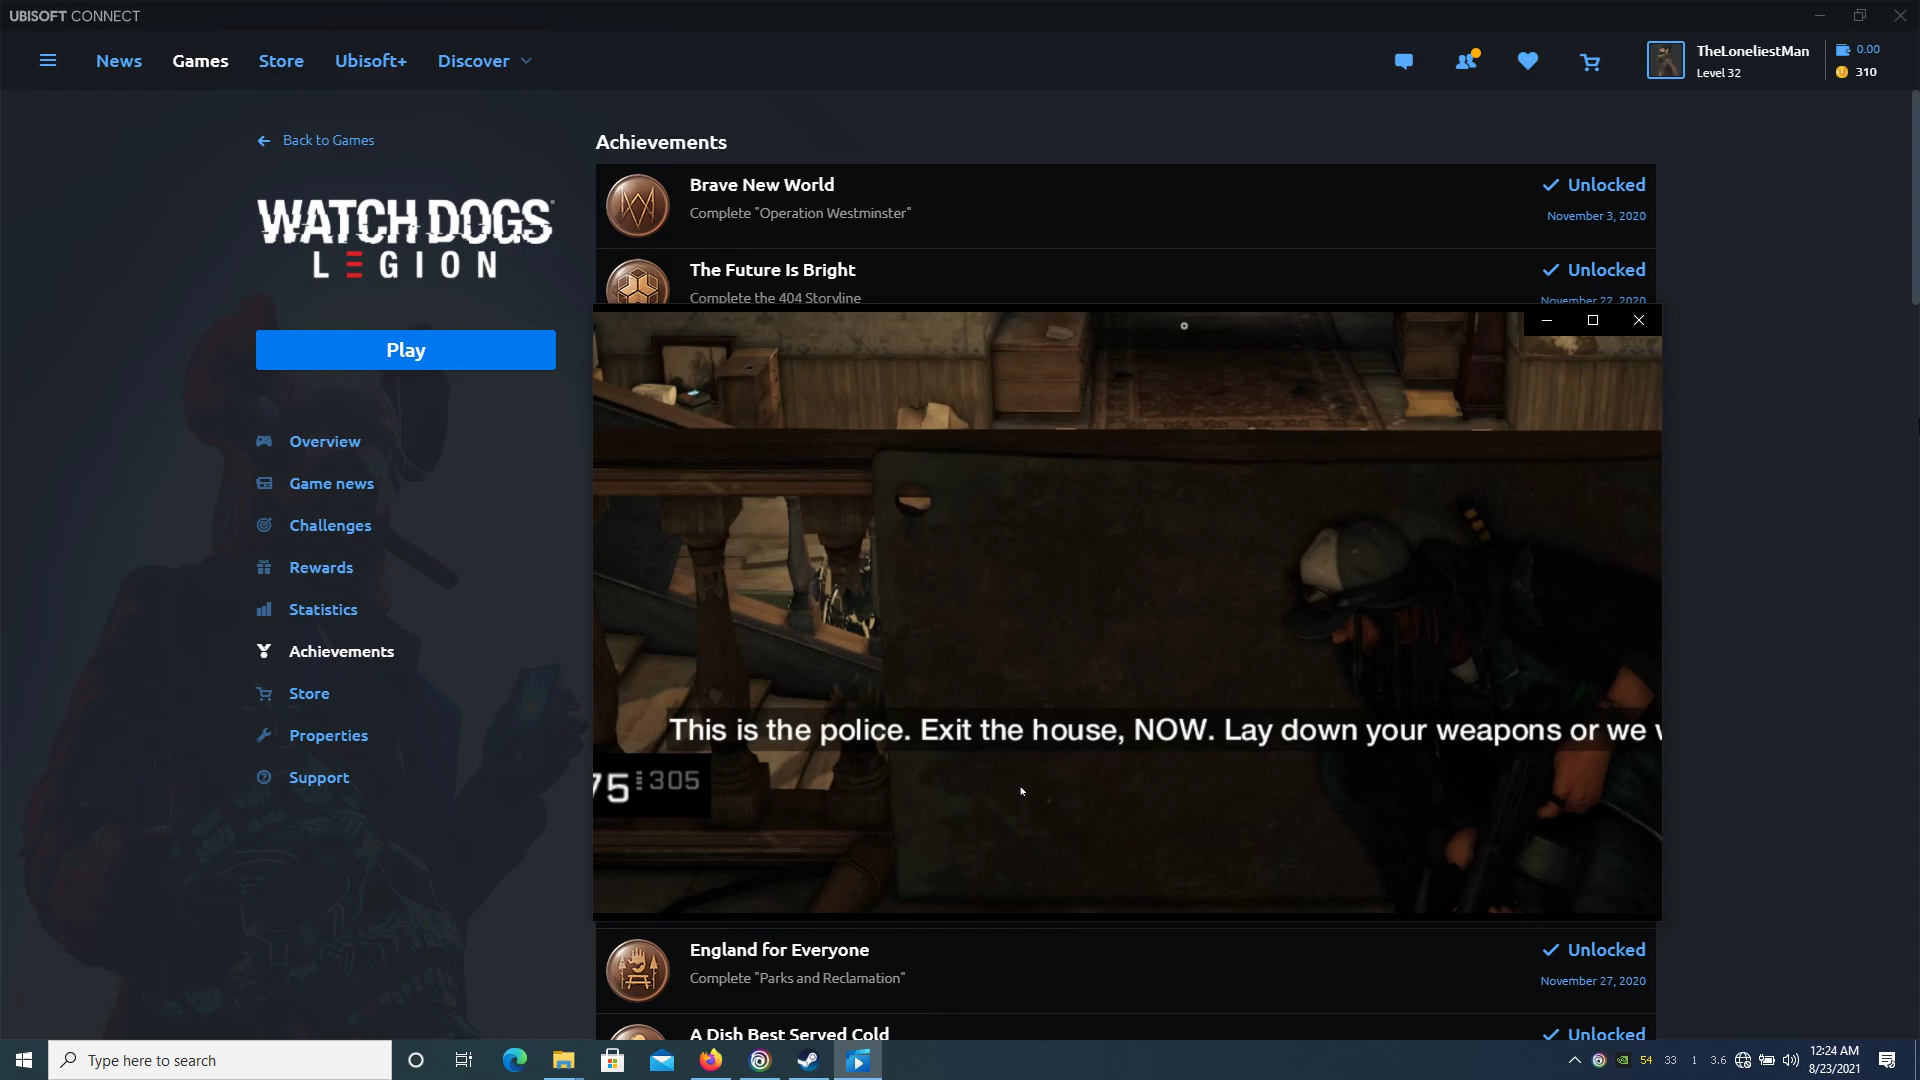 UBISOFT CONNECT
News
Games
Store
Ubisoft+
Discover
TheLoneliestMan
Level 32
0.00
310
Back to Games
WATCH DOGS
LEGION
Play
Overview
Game news
Challenges
Rewards
Statistics
Achievements
Store
Properties
Support
Achievements
Brave New World
Complete "Operation Westminster"
Unlocked
November 3, 2020
The Future Is Bright
Complete the 404 Storyline
Unlocked
November 22, 2020
This is the police. Exit the house, NOW. Lay down your weapons or we
75 305
England for Everyone
Complete "Parks and Reclamation"
Unlocked
November 27, 2020
A Dish Best Served Cold
Unlocked
Type here to search
54 33 1 3.6
12:24 AM
8/23/2021